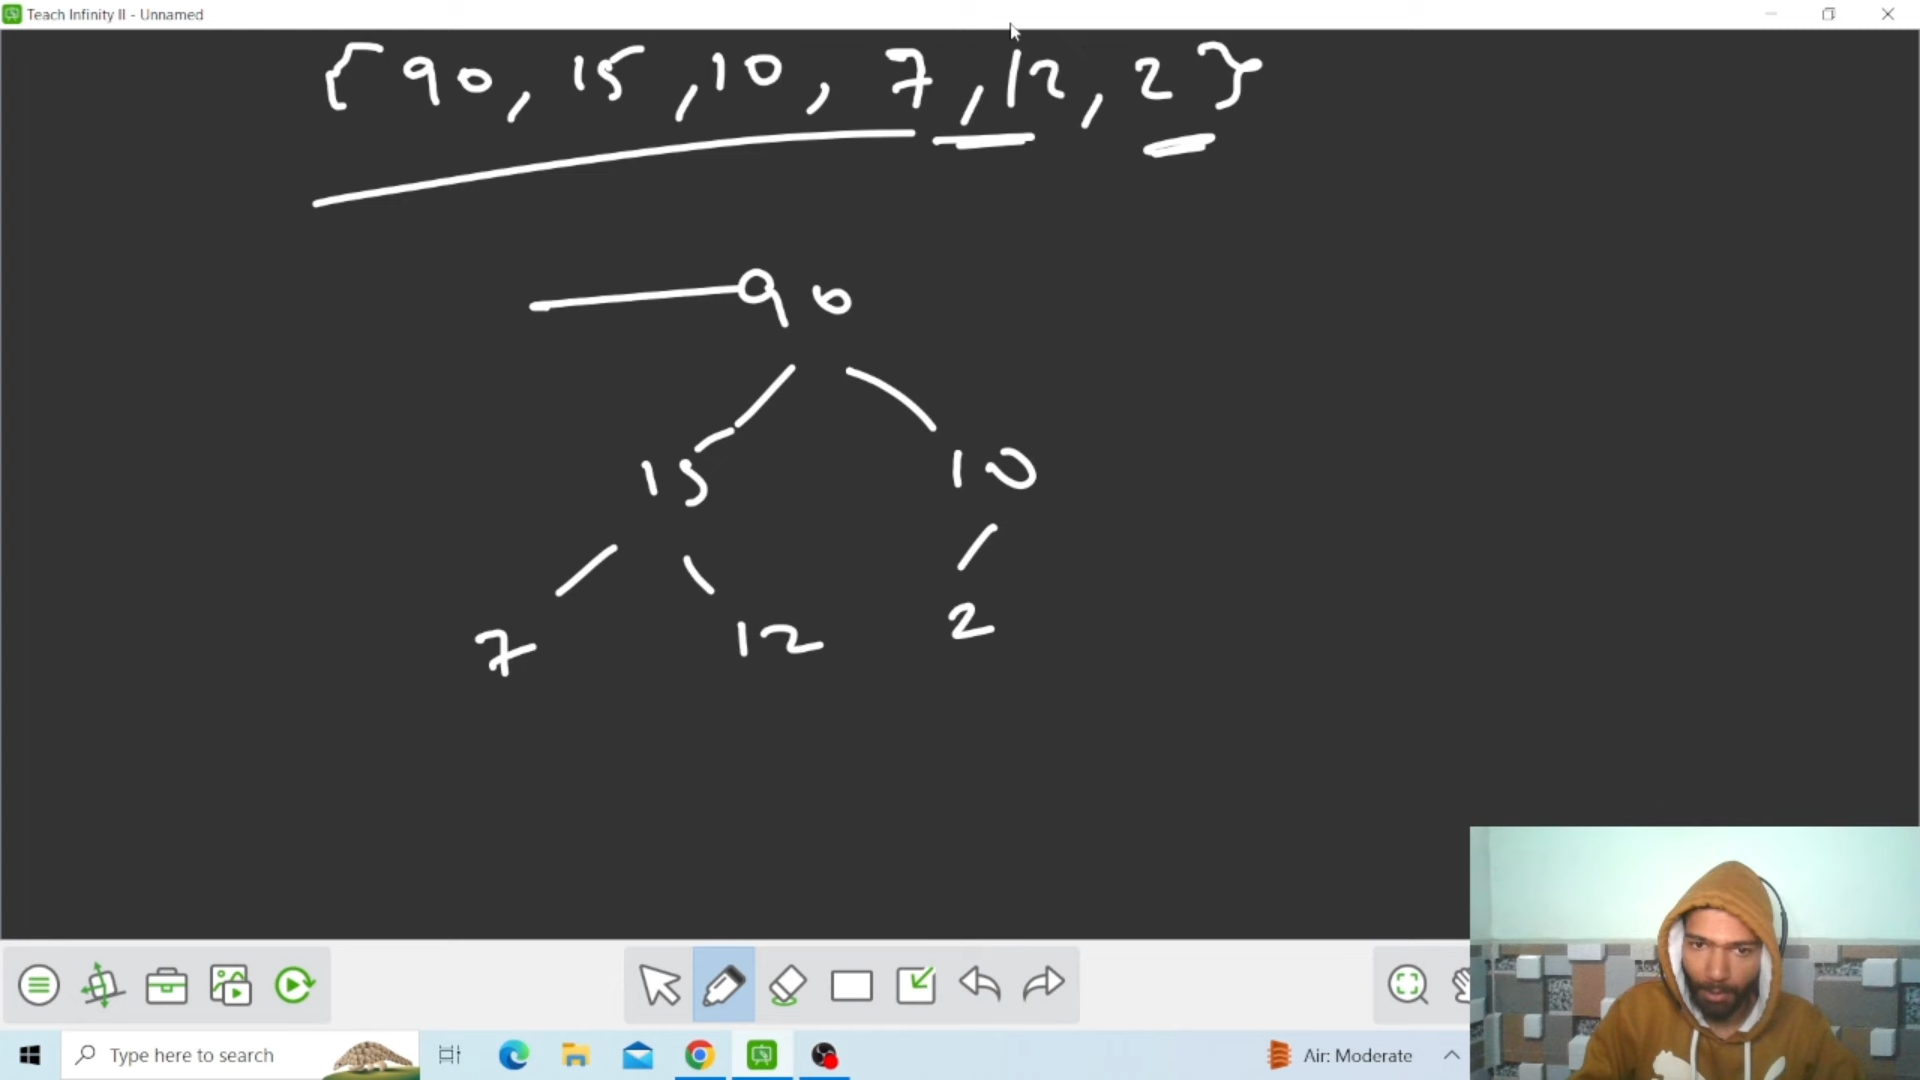 Teach Infinity II - Unnamed
{90, 15, 10, 7, 12, 2}
90
15 10
7 12 2
Type here to search
Air: Moderate